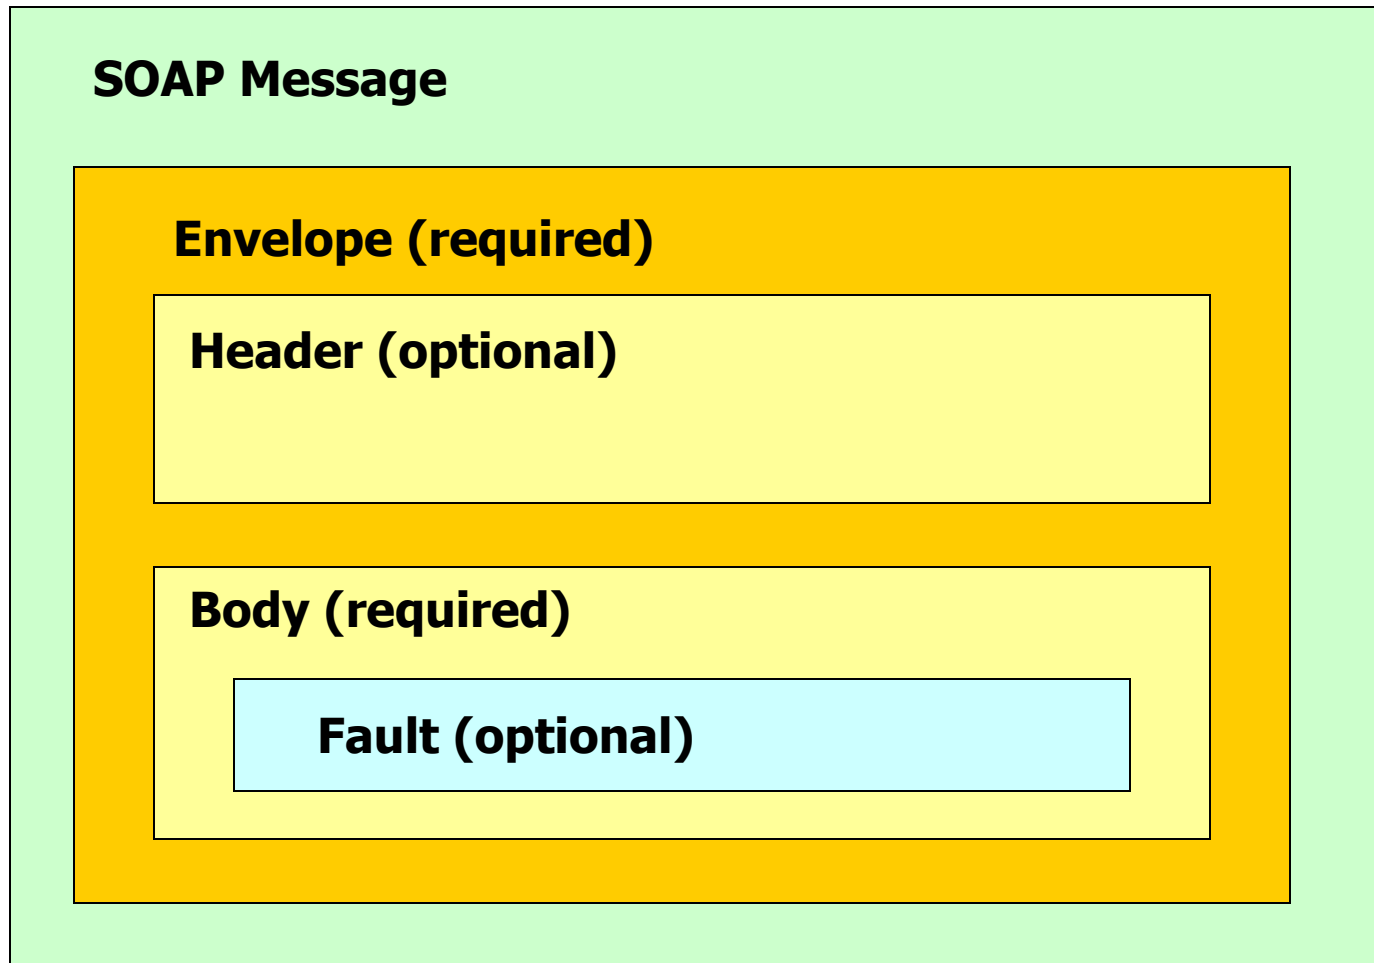 SOAP Message
Envelope (required)
Header (optional)
Body (required)
Fault (optional)